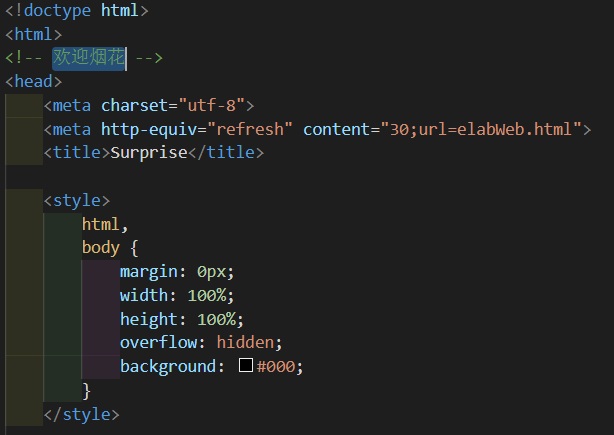 <!doctype html>
<html>
<!-- 欢迎烟花 -->
<head>
<meta charset="utf-8">
<meta http-equiv="refresh" content="30;url=elabWeb.html">
<title>Surprise</title>
<style>
html,
body {
margin: 0px;
width: 100%;
height: 100%;
overflow: hidden;
background: #000;
}
</style>